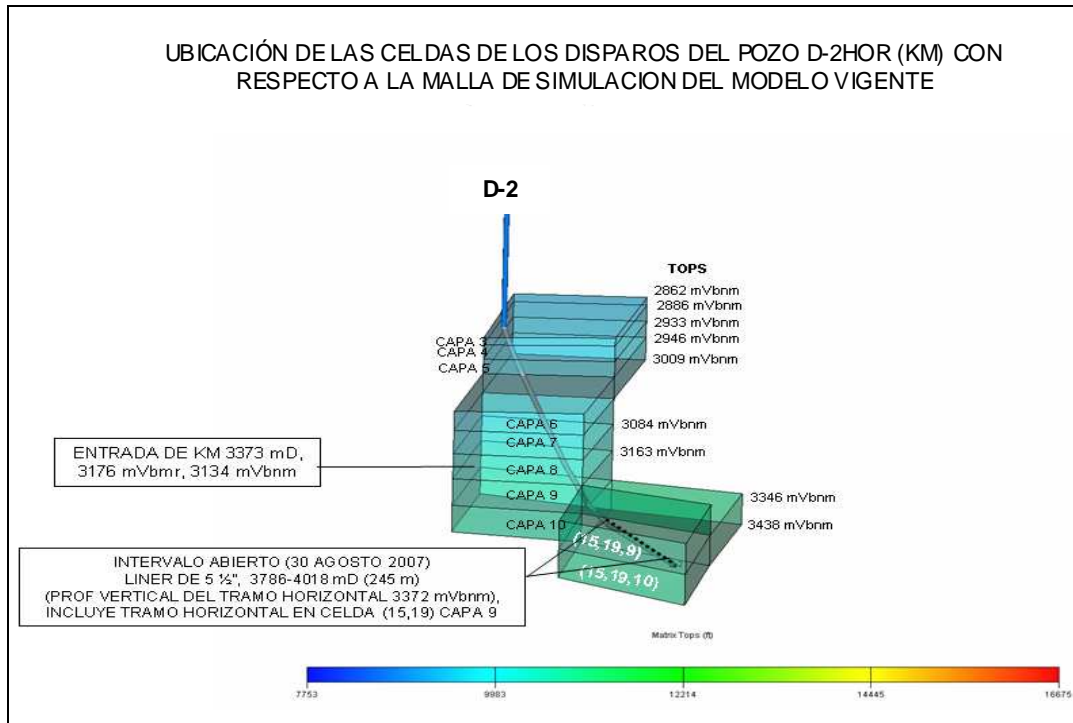 UBICACIÓN DE LAS CELDAS DE LOS DISPAROS DEL POZO D-2HOR (KM) CON
RESPECTO A LA MALLA DE SIMULACION DEL MODELO VIGENTE
D-2
TOPS
2862 mVbnm
2886 mVbnm
2933 mVbnm
2946 mVbnm
3009 mVbnm
CAPA 3
CAPA 4
CAPA 5
CAPA 6
3084 mVbnm
CAPA 7
3163 mVbnm
CAPA 8
CAPA 9
CAPA 10
ENTRADA DE KM 3373 mD,
3176 mVbmr, 3134 mVbnm
3346 mVbnm
3438 mVbnm
(15,19,9)
(15,19,10)
INTERVALO ABIERTO (30 AGOSTO 2007)
LINER DE 5 ½", 3786-4018 mD (245 m)
(PROF VERTICAL DEL TRAMO HORIZONTAL 3372 mVbnm),
INCLUYE TRAMO HORIZONTAL EN CELDA (15,19) CAPA 9
Matrix Tops (ft)
7753 9983 12214 14445 16675